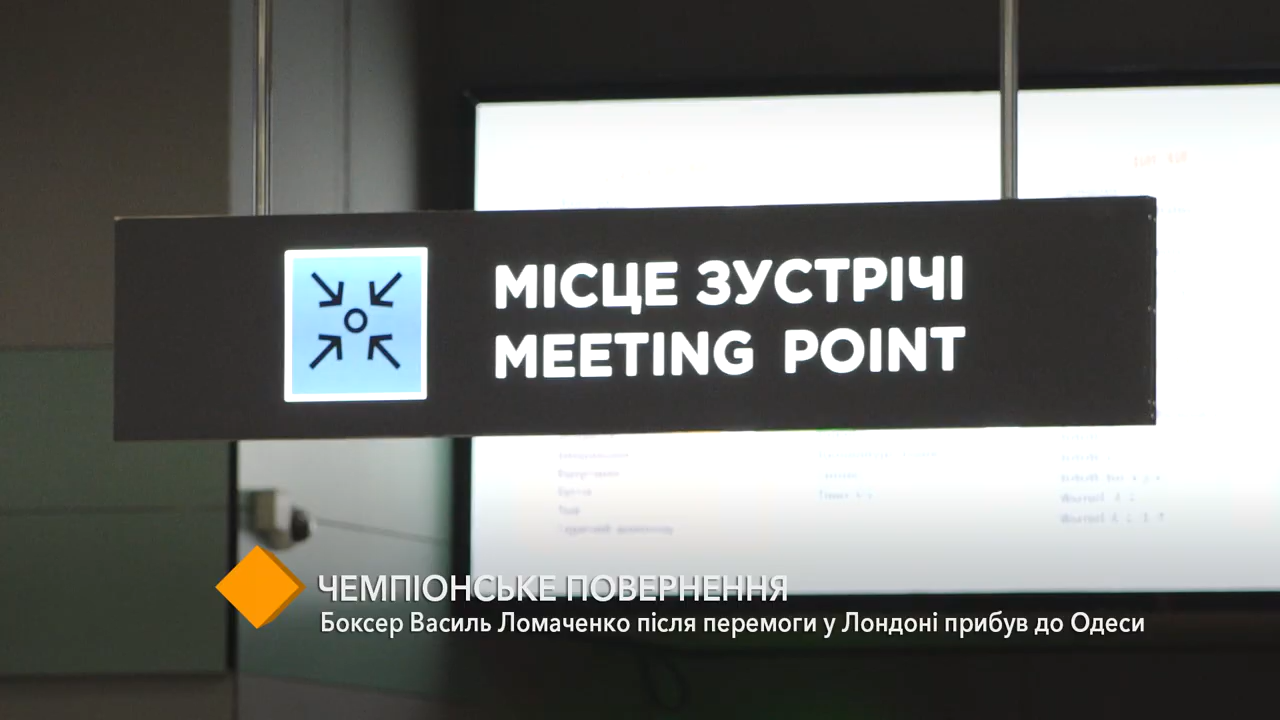 МІСЦЕ ЗУСТРІЧІ
MEETING POINT
ЧЕМПІОНСЬКЕ ПОВЕРНЕННЯ
Боксер Василь Ломаченко після перемоги у Лондоні прибув до Одеси